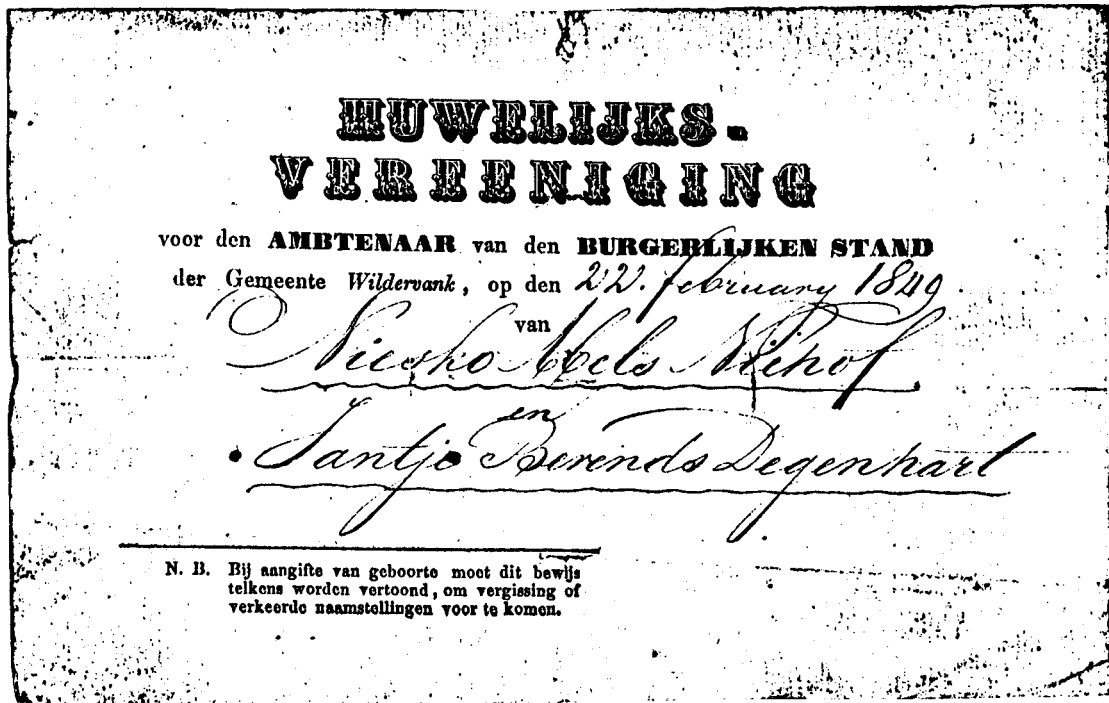 HUWELIJKS-
VEREENIGING
voor den AMBTENAAR van den BURGERLIJKEN STAND
der Gemeente Wildervank, op den 22. february 1849
van
Niesko Mels Niehof
en
Jantje Berends Degenhart
N. B. Bij aangifte van geboorte moet dit bewijs
telkens worden vertoond, om vergissing of
verkeerde naamstellingen voor te komen.